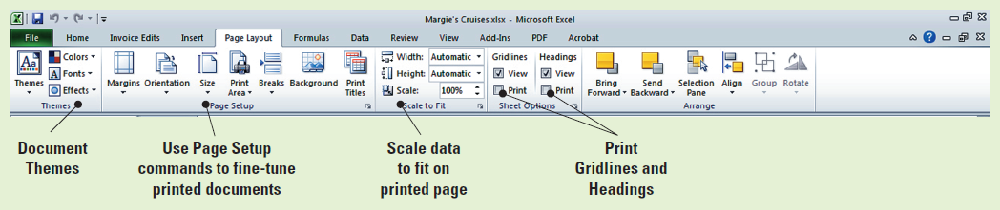 Margie's Cruises.xlsx - Microsoft Excel
File Home Invoice Edits Insert Page Layout Formulas Data Review View Add-Ins PDF Acrobat
Aa Colors Width: Automatic Gridlines Headings
A Fonts Height: Automatic View View
Themes Effects Margins Orientation Size Print Area Breaks Background Print Titles Scale: 100% Print Print Bring Forward Send Backward Selection Pane Align Group Rotate
Themes Page Setup Scale to Fit Sheet Options Arrange
Document
Themes
Use Page Setup
commands to fine-tune
printed documents
Scale data
to fit on
printed page
Print
Gridlines and
Headings